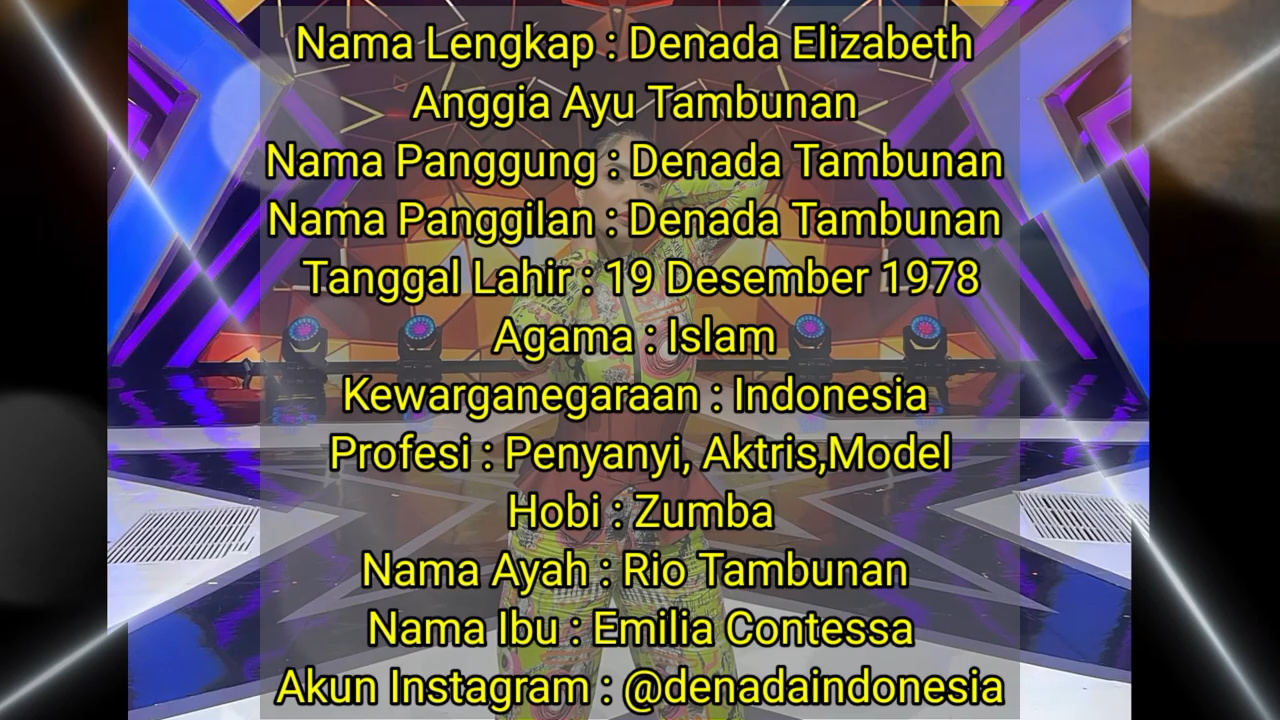 Nama Lengkap : Denada Elizabeth
Anggia Ayu Tambunan
Nama Panggung : Denada Tambunan
Nama Panggilan : Denada Tambunan
Tanggal Lahir : 19 Desember 1978
Agama : Islam
Kewarganegaraan : Indonesia
Profesi : Penyanyi, Aktris,Model
Hobi : Zumba
Nama Ayah : Rio Tambunan
Nama Ibu : Emilia Contessa
Akun Instagram : @denadaindonesia